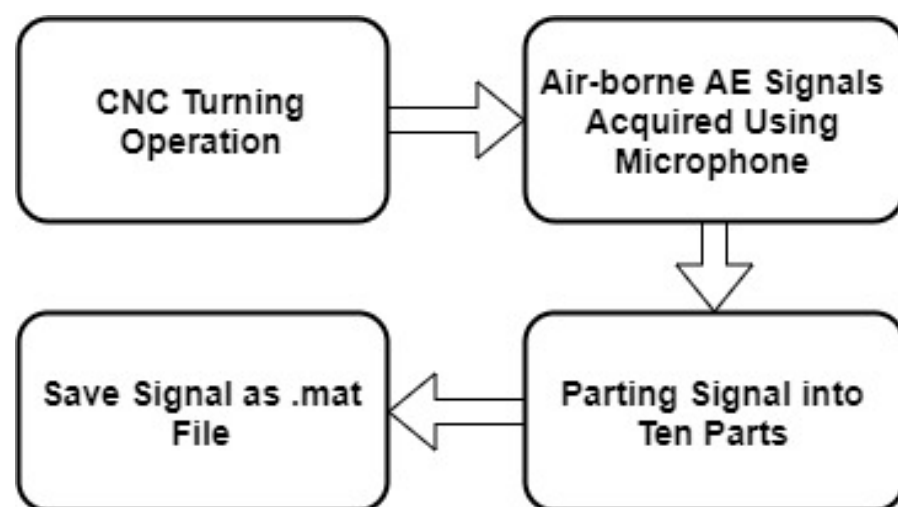 CNC Turning
Operation
Air-borne AE Signals
Acquired Using
Microphone
Parting Signal into
Ten Parts
Save Signal as .mat
File